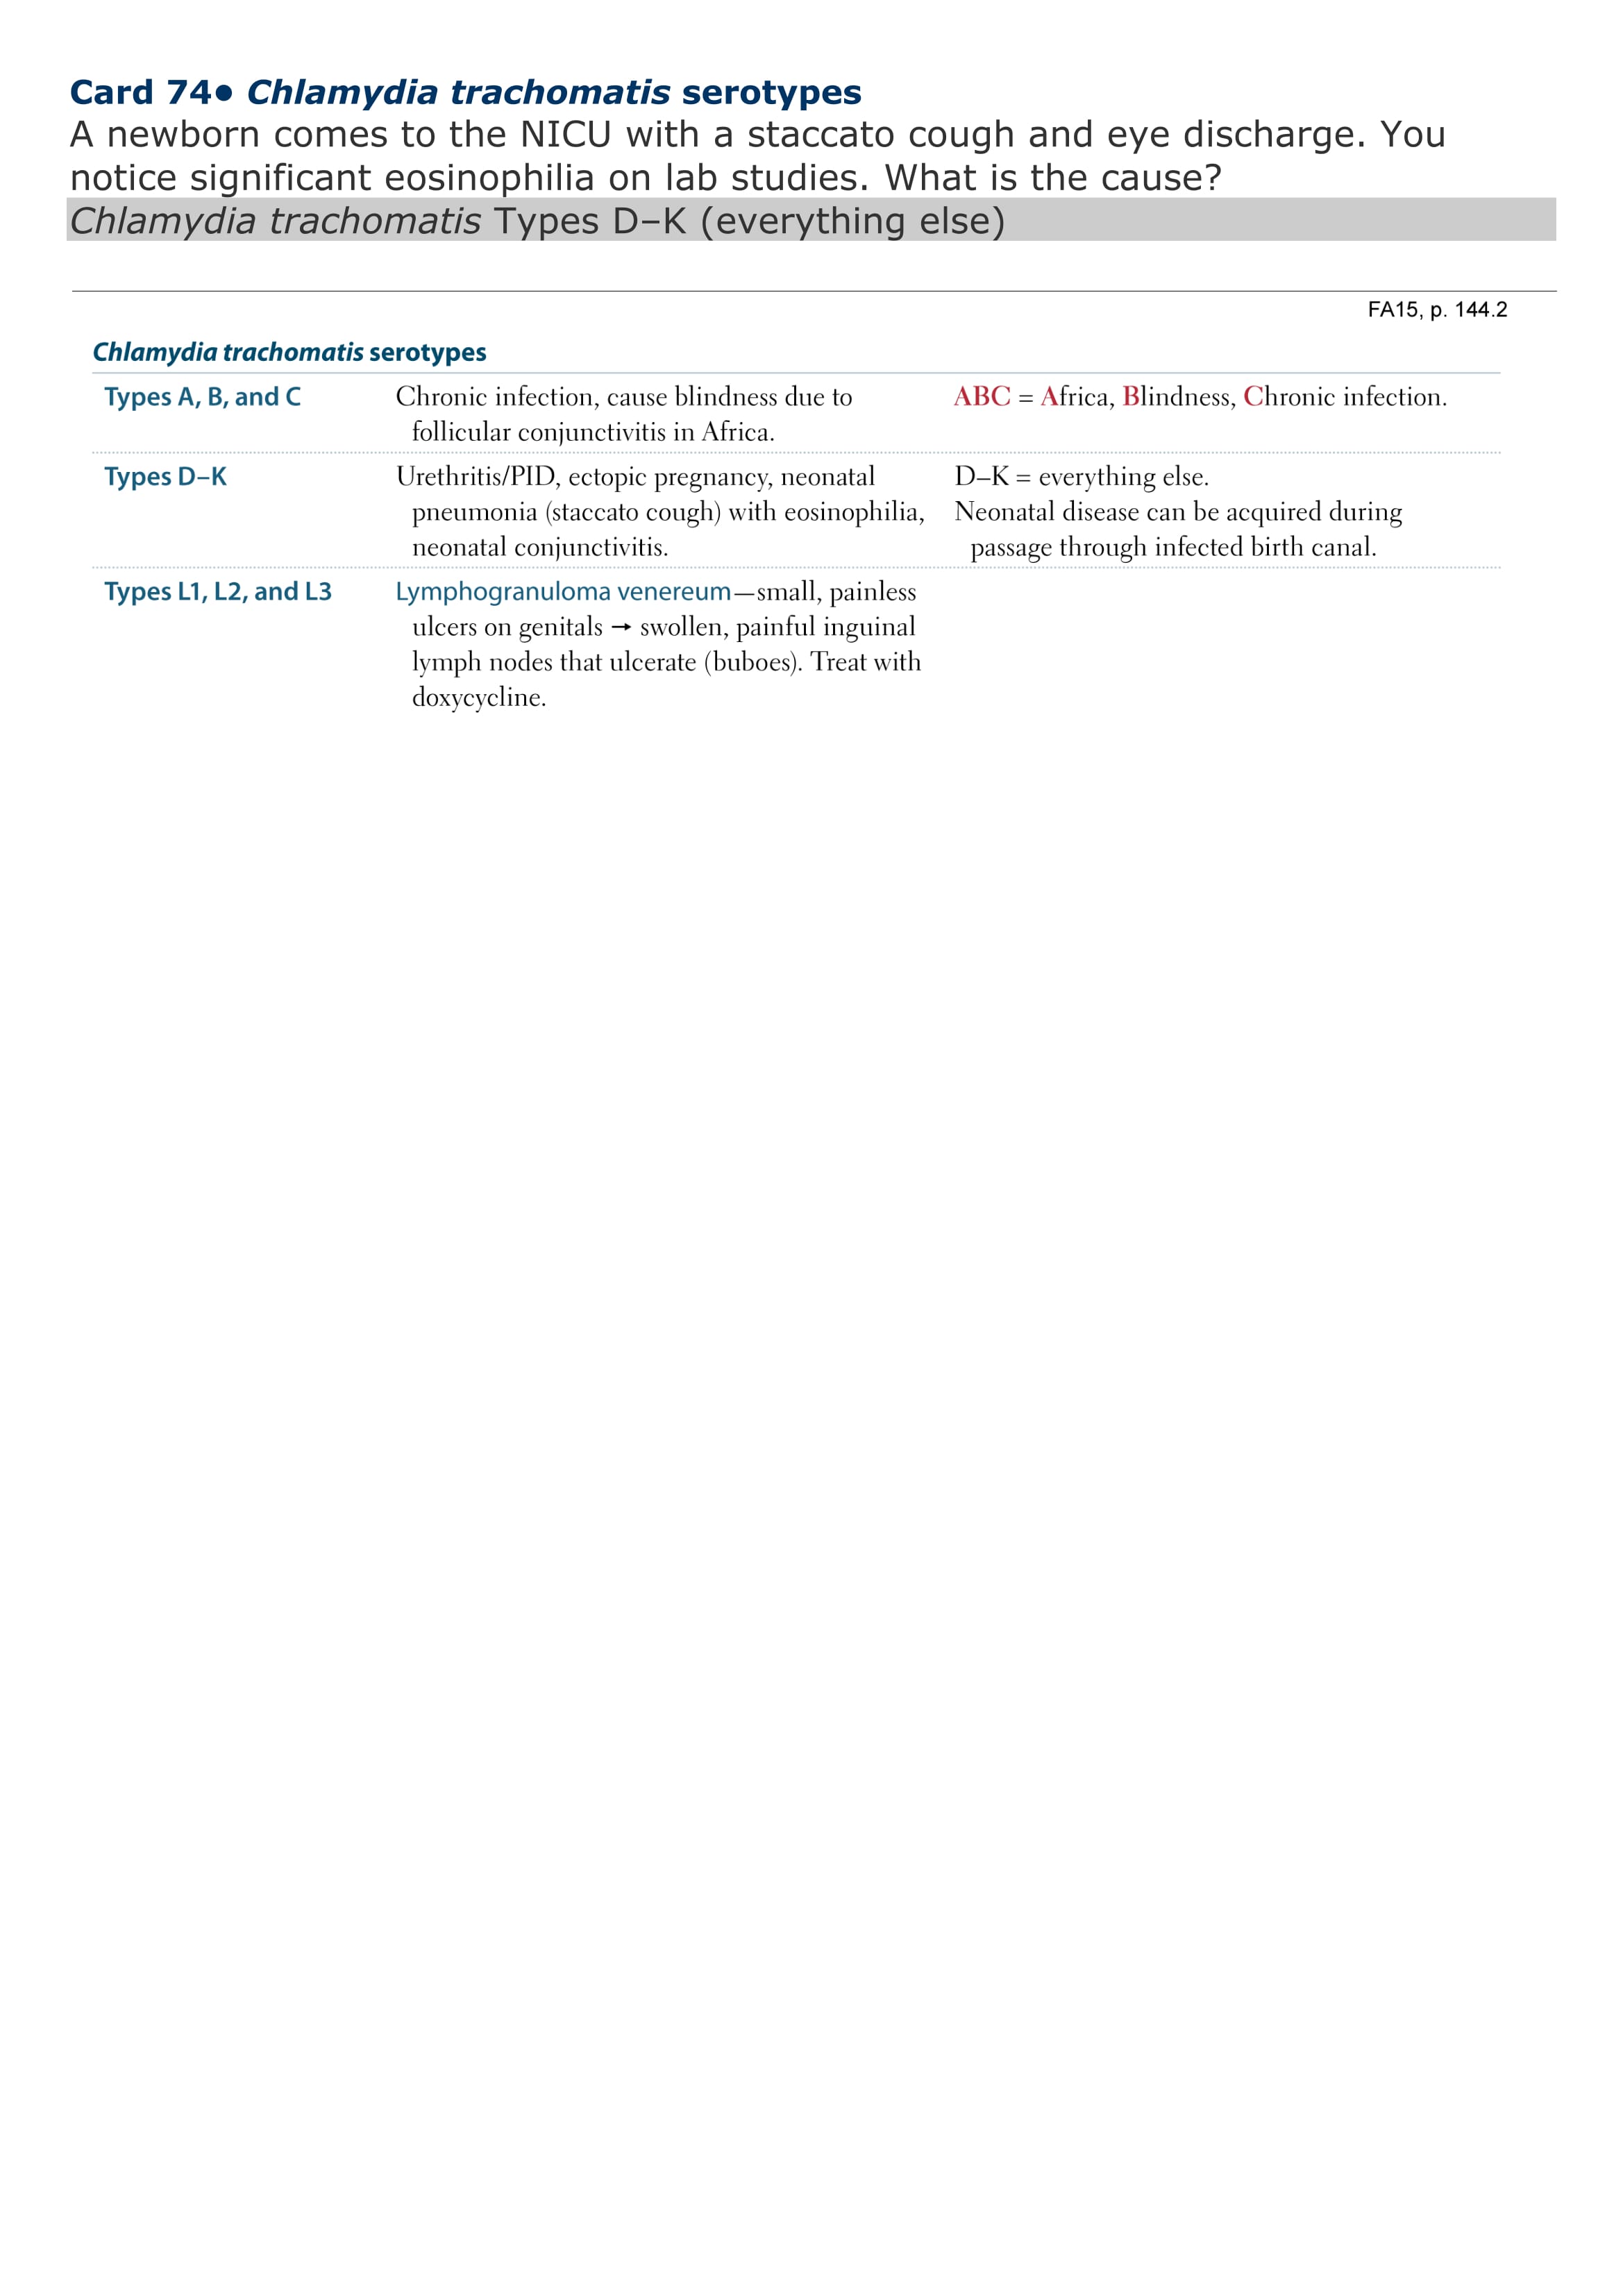 Card 74● Chlamydia trachomatis serotypes
A newborn comes to the NICU with a staccato cough and eye discharge. You
notice significant eosinophilia on lab studies. What is the cause?
Chlamydia trachomatis Types D–K (everything else)
FA15, p. 144.2
Chlamydia trachomatis serotypes
Types A, B, and C
Chronic infection, cause blindness due to
follicular conjunctivitis in Africa.
ABC = Africa, Blindness, Chronic infection.
Types D–K
Urethritis/PID, ectopic pregnancy, neonatal
pneumonia (staccato cough) with eosinophilia,
neonatal conjunctivitis.
D–K = everything else.
Neonatal disease can be acquired during
passage through infected birth canal.
Types L1, L2, and L3
Lymphogranuloma venereum—small, painless
ulcers on genitals → swollen, painful inguinal
lymph nodes that ulcerate (buboes). Treat with
doxycycline.